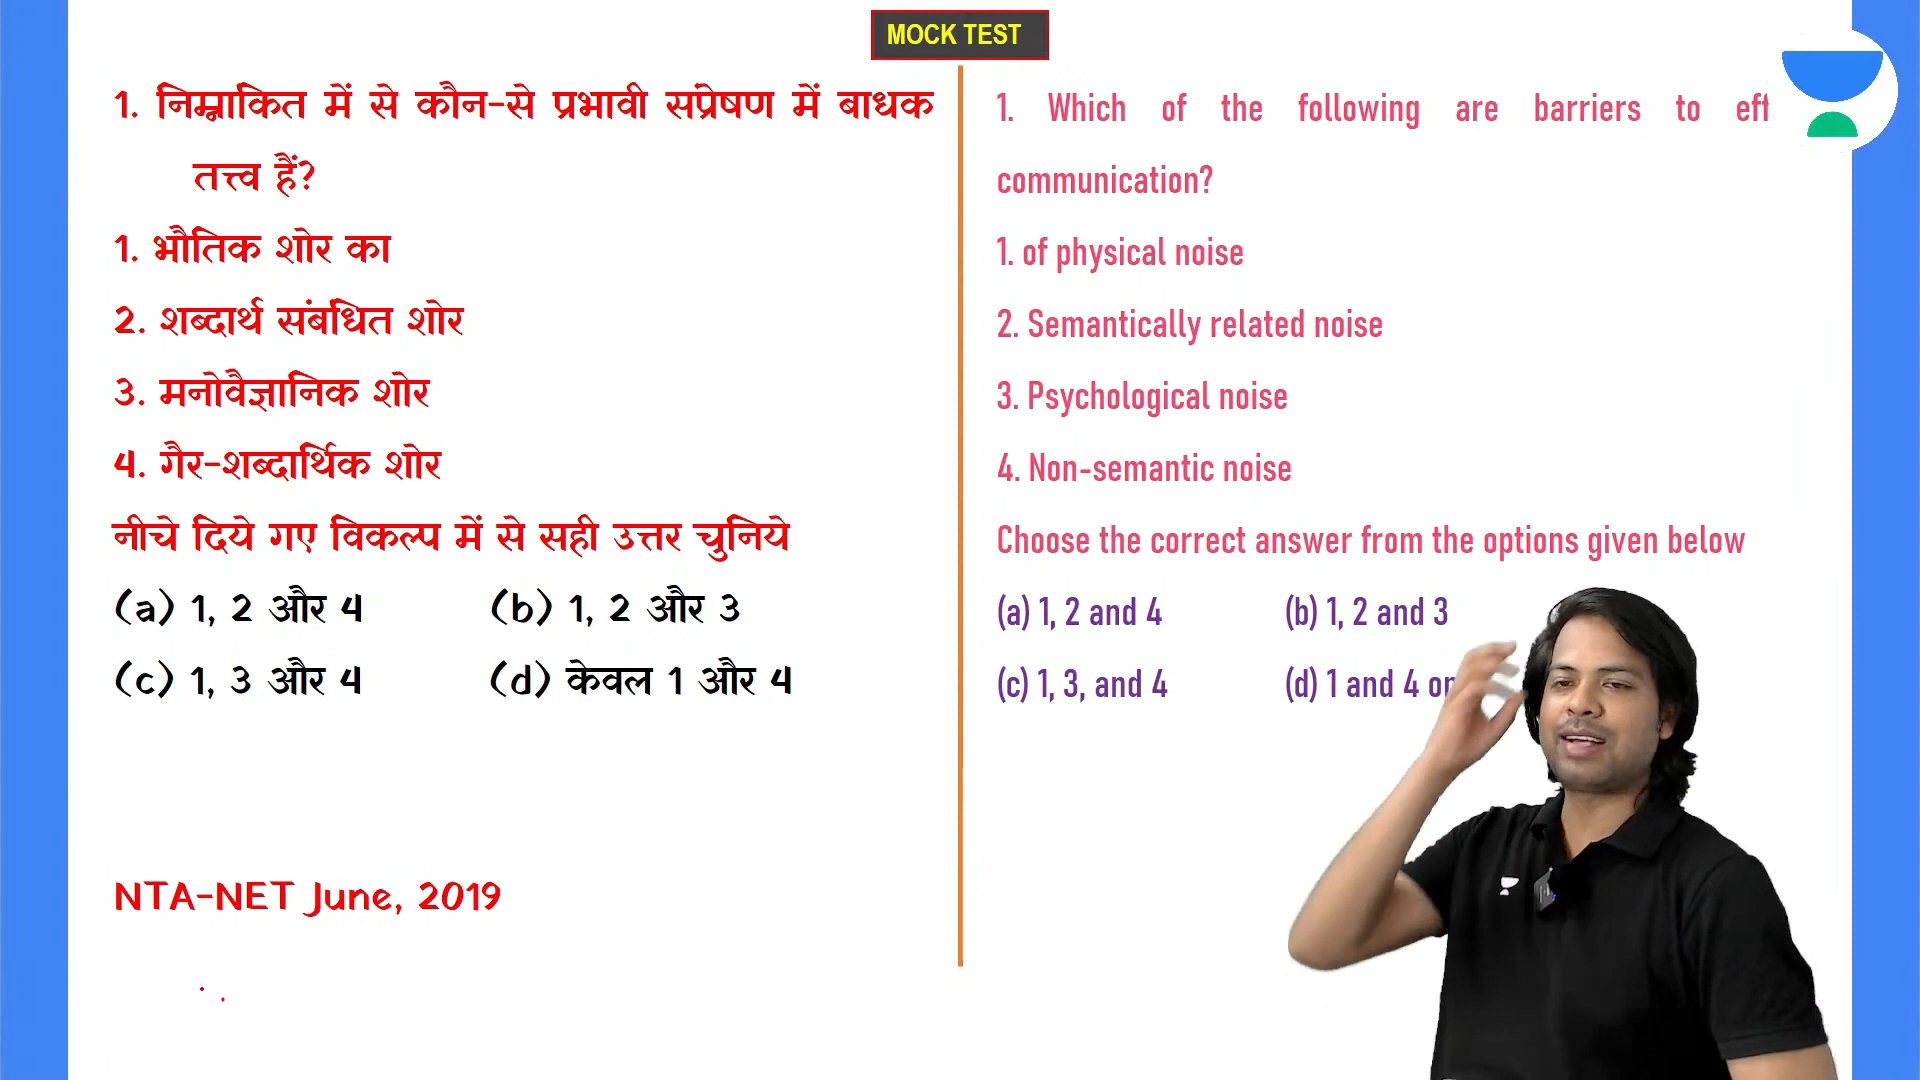 MOCK TEST
1. निम्नाकित में से कौन-से प्रभावी संप्रेषण में बाधक
तत्त्व हैं?
1. भौतिक शोर का
2. शब्दार्थ संबंधित शोर
3. मनोवैज्ञानिक शोर
4. गैर-शब्दार्थिक शोर
नीचे दिये गए विकल्प में से सही उत्तर चुनिये
(a) 1, 2 और 4 (b) 1, 2 और 3
(c) 1, 3 और 4 (d) केवल 1 और 4
NTA-NET June, 2019
1. Which of the following are barriers to
communication?
1. of physical noise
2. Semantically related noise
3. Psychological noise
4. Non-semantic noise
Choose the correct answer from the options given below
(a) 1, 2 and 4 (b) 1, 2 and 3
(c) 1, 3, and 4 (d) 1 and 4